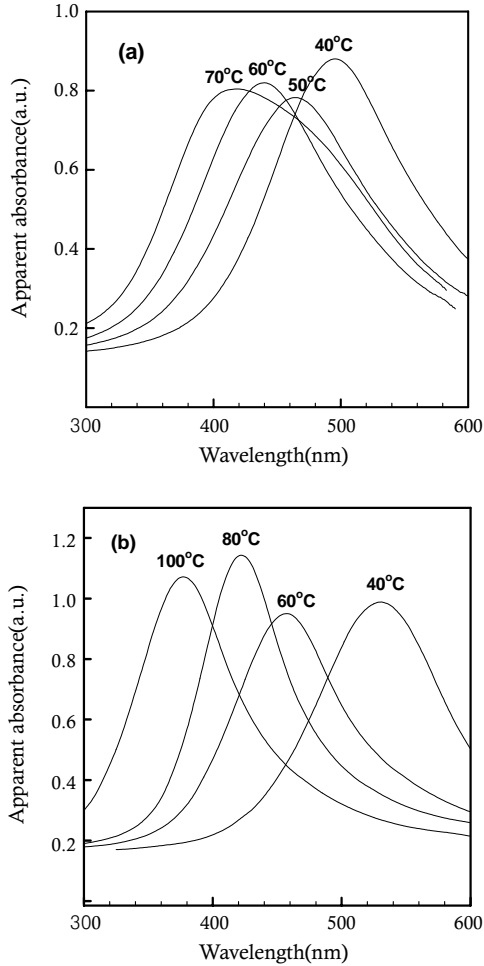 (a)
1.0
0.8
0.6
0.4
0.2
Apparent absorbance(a.u.)
70°C
60°C
50°C
40°C
300
400
500
600
Wavelength(nm)
(b)
1.2
1.0
0.8
0.6
0.4
0.2
Apparent absorbance(a.u.)
100°C
80°C
60°C
40°C
300
400
500
600
Wavelength(nm)